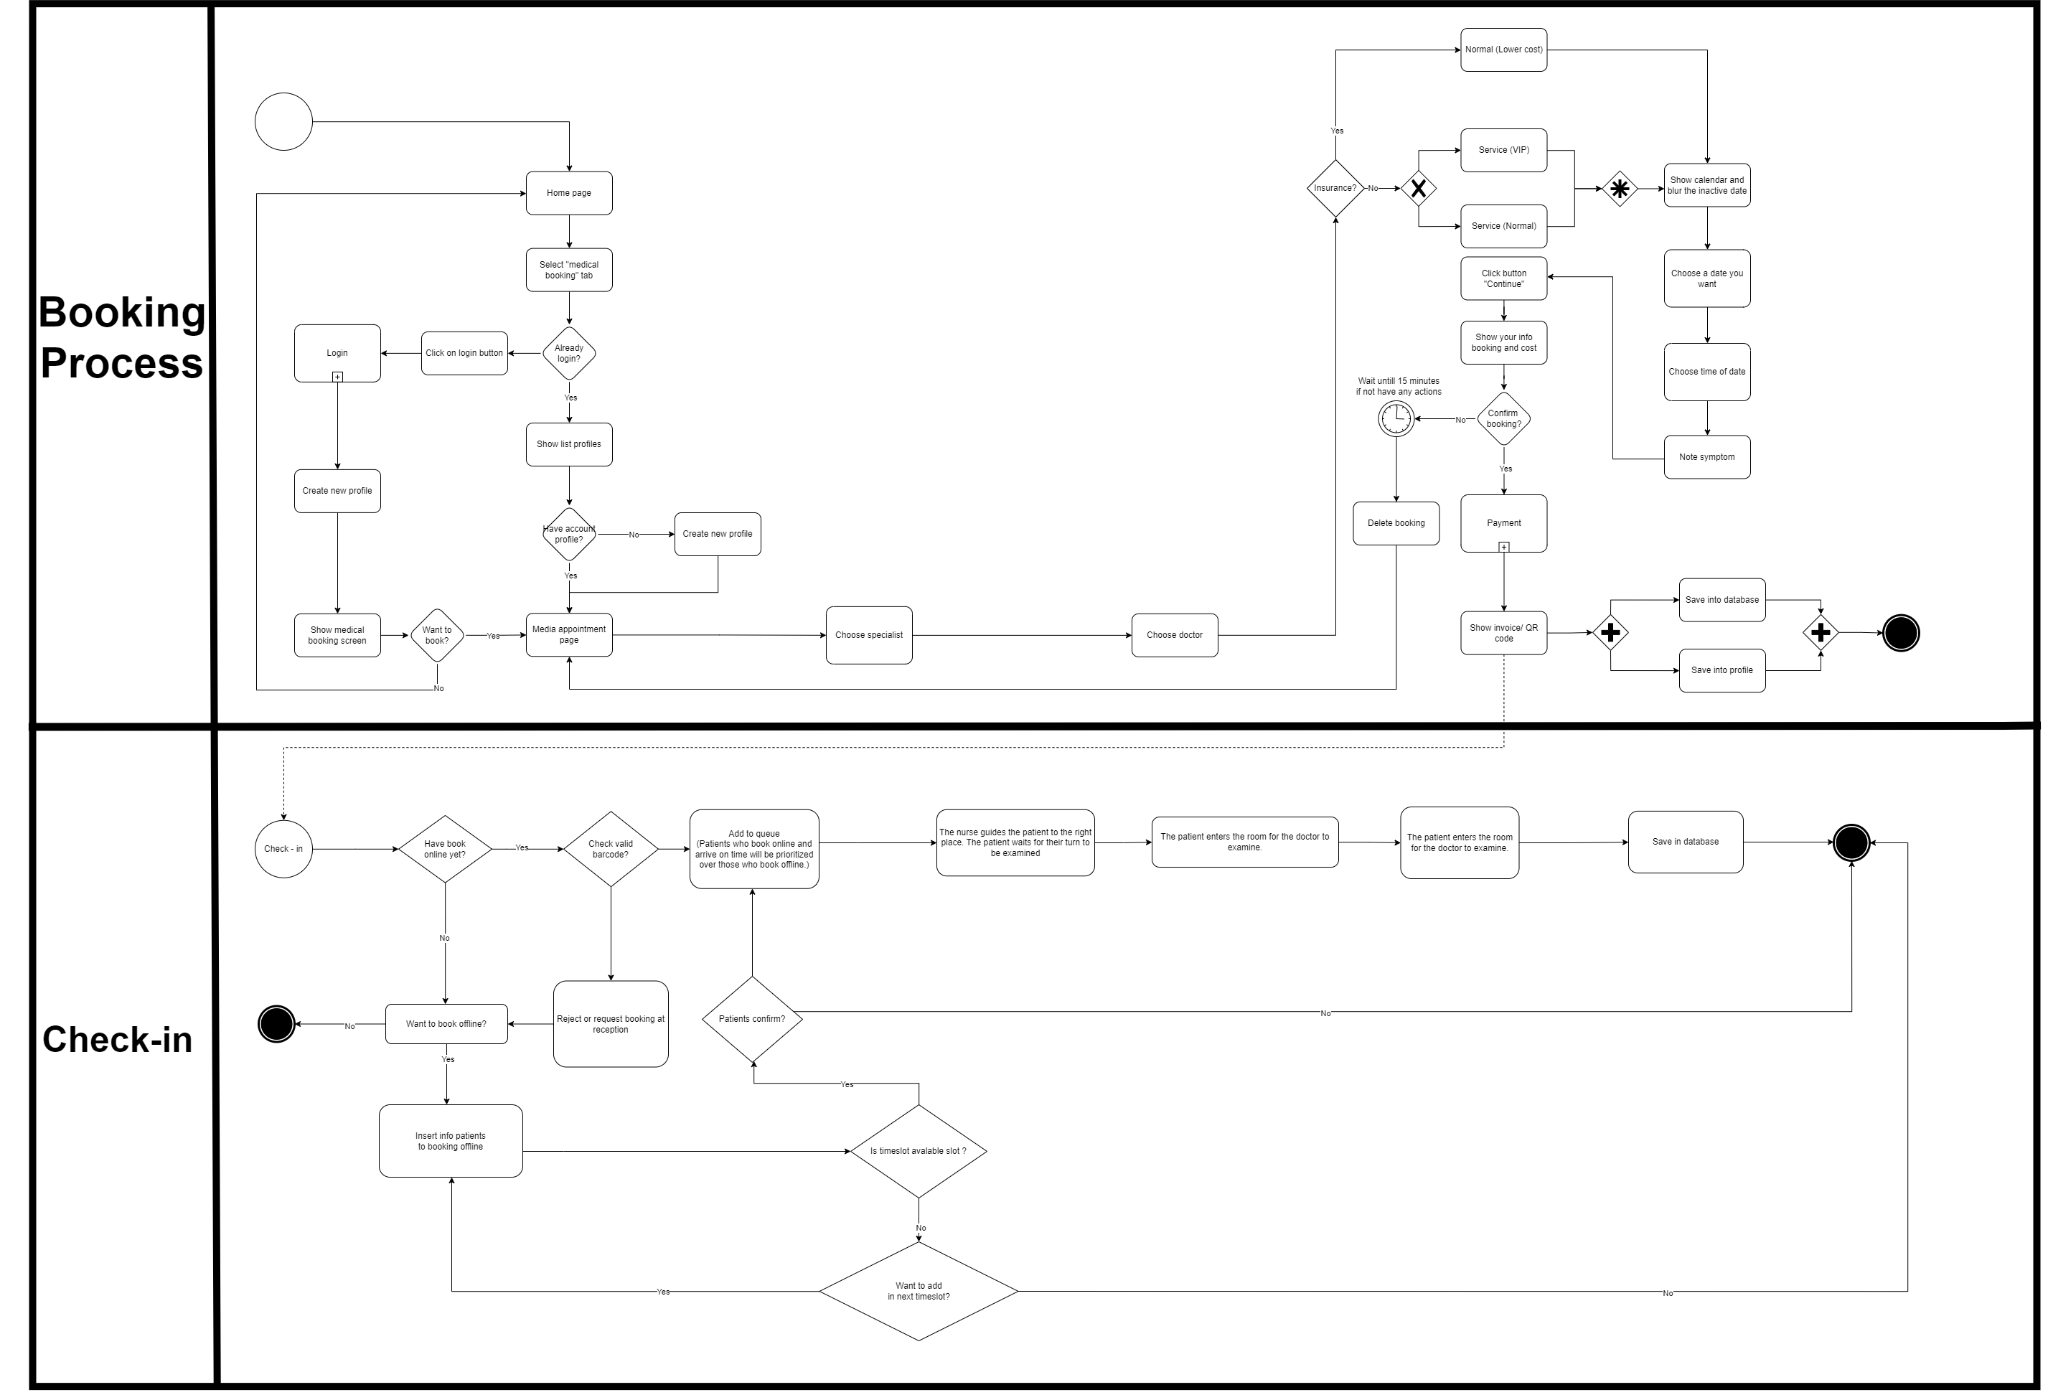 Booking
Process
Home page
Select "medical
booking" tab
Already
login?
Click on login button
Login
Yes
Show list profiles
Create new profile
Have account
profile?
No
Create new profile
Yes
Show medical
booking screen
Want to
book?
Yes
No
Media appointment
page
Choose specialist
Choose doctor
Insurance?
Yes
No
Normal (Lower cost)
Service (VIP)
Service (Normal)
Show calendar and
blur the inactive date
Choose a date you
want
Choose time of date
Note symptom
Click button
"Continue"
Show your info
booking and cost
Confirm
booking?
No
Wait untill 15 minutes
if not have any actions
Delete booking
Yes
Payment
Show invoice/ QR
code
Save into database
Save into profile
Check-in
Check - in
Have book
online yet?
Yes
Check valid
barcode?
Add to queue
(Patients who book online and
arrive on time will be prioritized
over those who book offline.)
The nurse guides the patient to the right
place. The patient waits for their turn to
be examined
The patient enters the room for the doctor to
examine.
The patient enters the room
for the doctor to examine.
Save in database
No
Want to book offline?
No
Yes
Reject or request booking at
reception
Patients confirm?
No
Yes
Insert info patients
to booking offline
Is timeslot avalable slot ?
No
Want to add
in next timeslot?
Yes
No